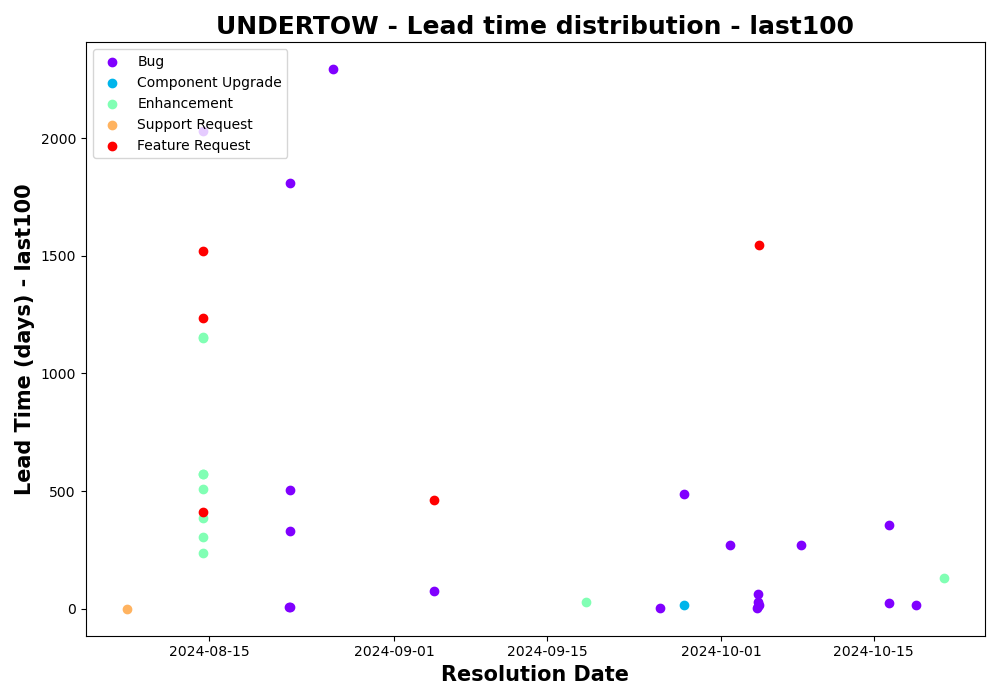 UNDERTOW - Lead time distribution - last100
Bug
Component Upgrade
Enhancement
Support Request
Feature Request
Lead Time (days) - last100
2000
1500
1000
500
0
2024-08-15
2024-09-01
2024-09-15
2024-10-01
2024-10-15
Resolution Date